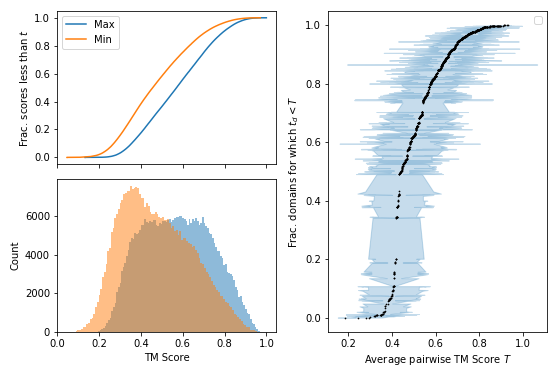 Frac. scores less than t
1.0
0.8
0.6
0.4
0.2
0.0
Max
Min
Count
6000
4000
2000
0
0.0 0.2 0.4 0.6 0.8 1.0
TM Score
Frac. domains for which t_d < T
1.0
0.8
0.6
0.4
0.2
0.0
0.2 0.4 0.6 0.8 1.0
Average pairwise TM Score T